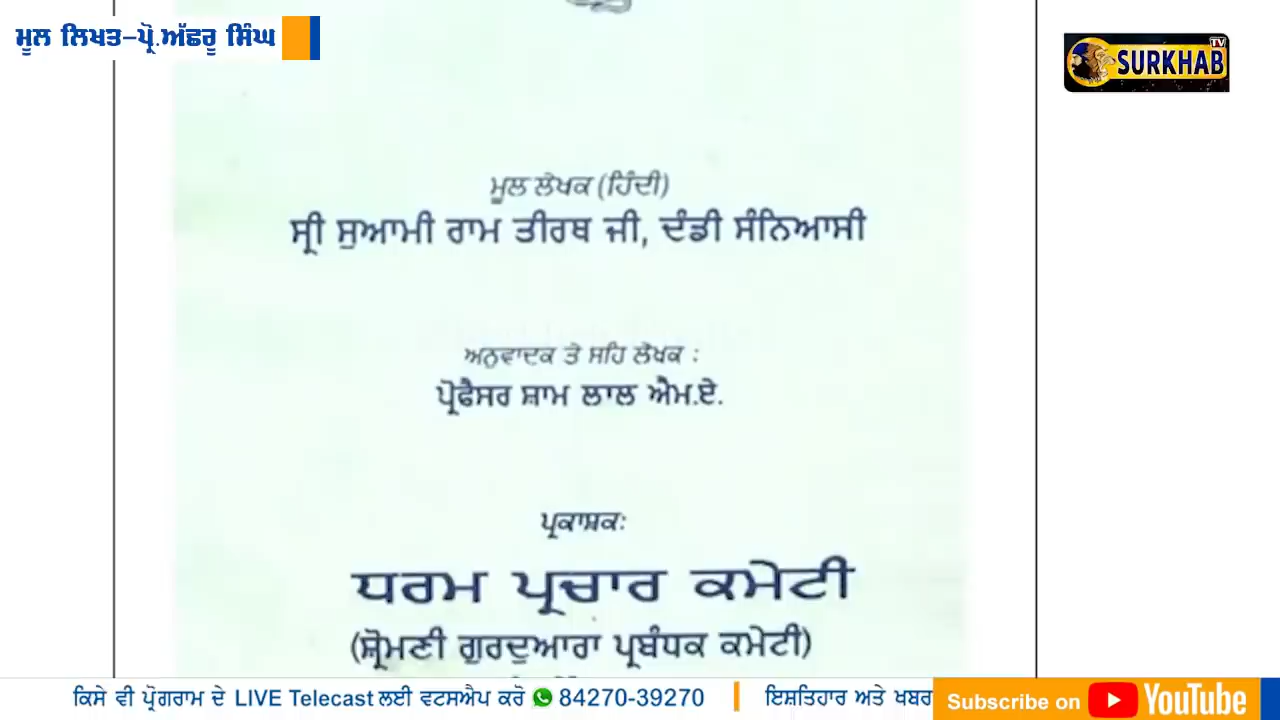 ਮੂਲ ਲਿਖਤ–ਪ੍ਰੋ.ਅੱਛਰੂ ਸਿੰਘ
SURKHAB TV
ਮੂਲ ਲੇਖਕ (ਹਿੰਦੀ)
ਸ੍ਰੀ ਸੁਆਮੀ ਰਾਮ ਤੀਰਥ ਜੀ, ਦੰਡੀ ਸੰਨਿਆਸੀ
ਅਨੁਵਾਦਕ ਤੇ ਸਹਿ ਲੇਖਕ :
ਪ੍ਰੋਫੈਸਰ ਸ਼ਾਮ ਲਾਲ ਐਮ.ਏ.
ਪ੍ਰਕਾਸ਼ਕ:
ਧਰਮ ਪ੍ਰਚਾਰ ਕਮੇਟੀ
(ਸ਼੍ਰੋਮਣੀ ਗੁਰਦੁਆਰਾ ਪ੍ਰਬੰਧਕ ਕਮੇਟੀ)
ਕਿਸੇ ਵੀ ਪ੍ਰੋਗਰਾਮ ਦੇ LIVE Telecast ਲਈ ਵਟਸਐਪ ਕਰੋ 84270-39270 | ਇਸ਼ਤਿਹਾਰ ਅਤੇ ਖਬਰ
Subscribe on YouTube